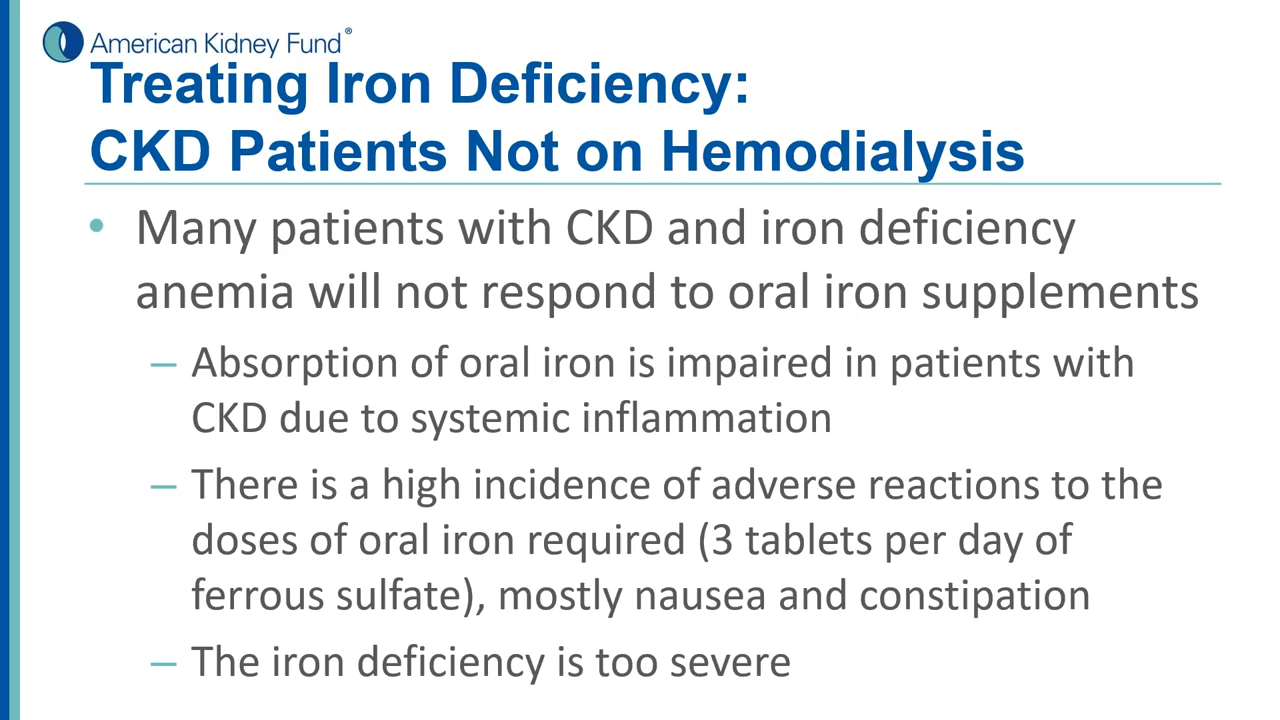 American Kidney Fund®
Treating Iron Deficiency:
CKD Patients Not on Hemodialysis
• Many patients with CKD and iron deficiency
anemia will not respond to oral iron supplements
– Absorption of oral iron is impaired in patients with
CKD due to systemic inflammation
– There is a high incidence of adverse reactions to the
doses of oral iron required (3 tablets per day of
ferrous sulfate), mostly nausea and constipation
– The iron deficiency is too severe